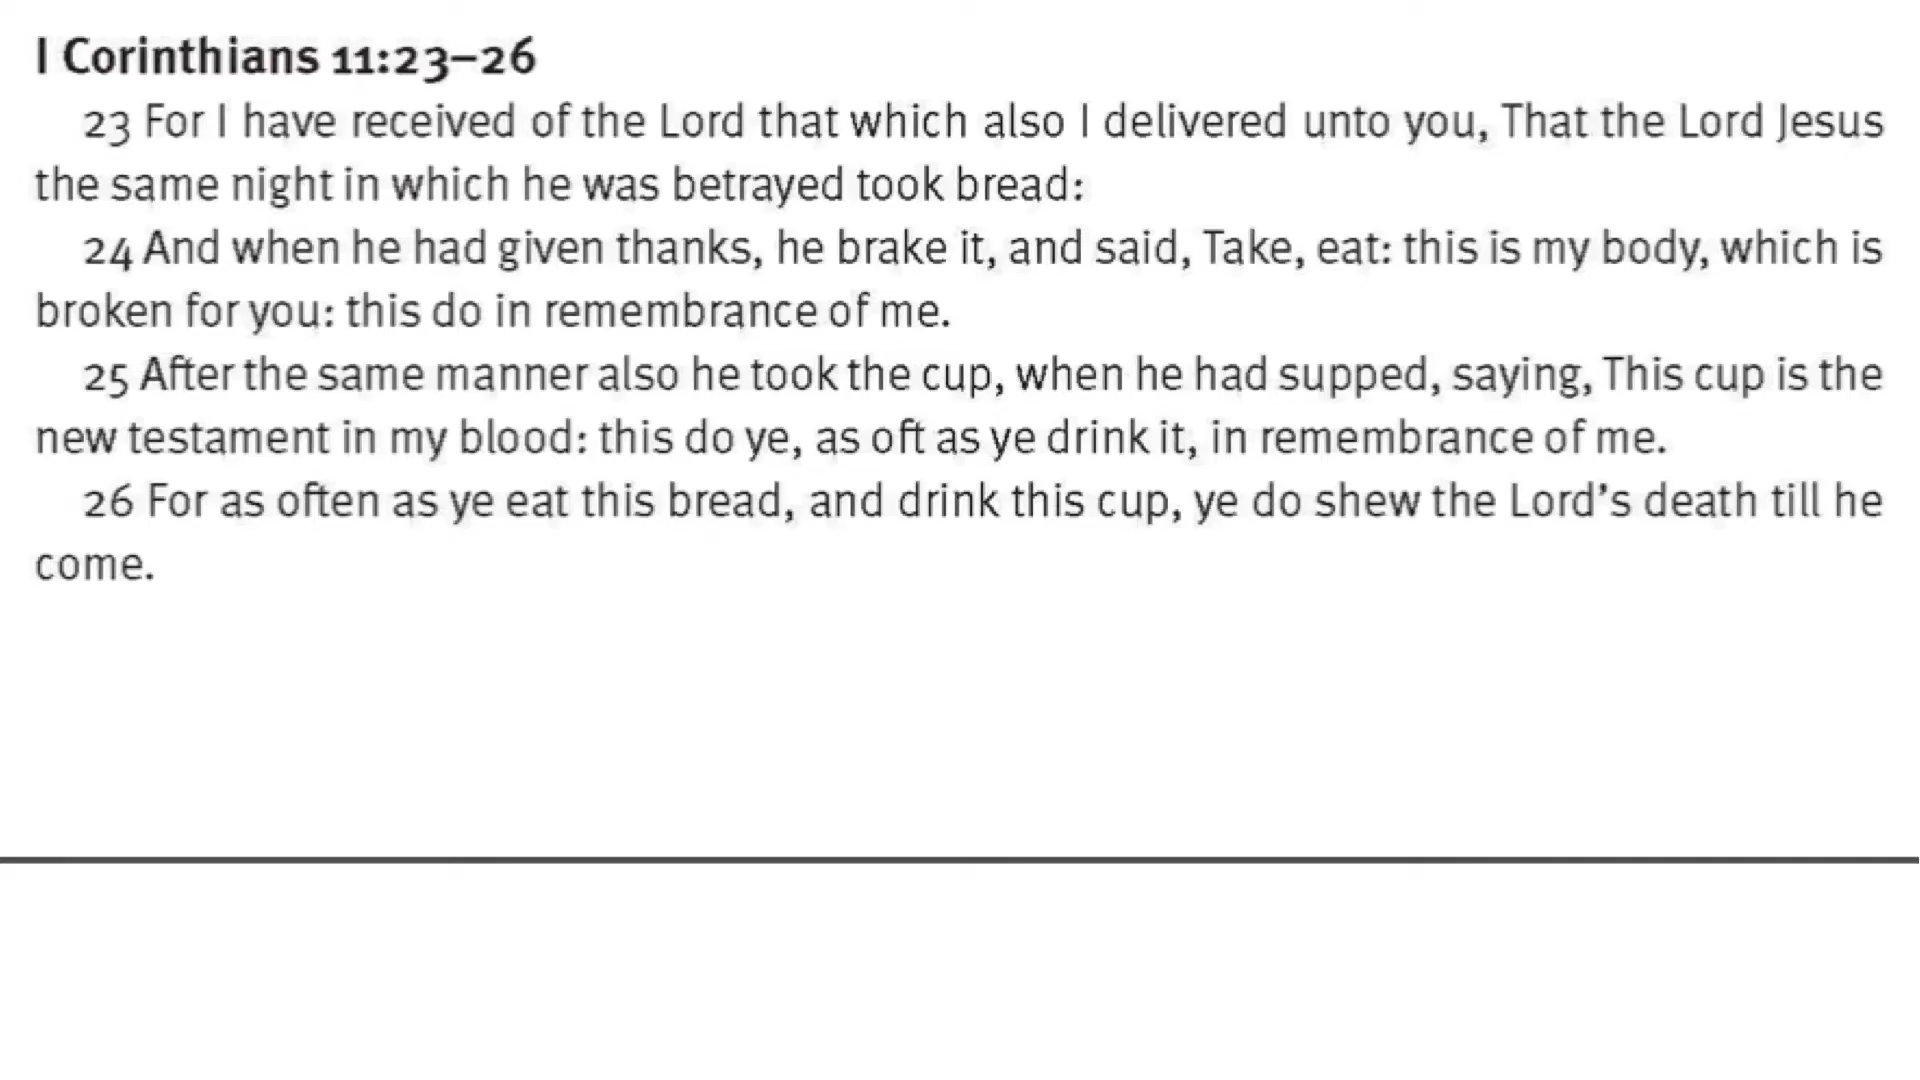 I Corinthians 11:23–26
23 For I have received of the Lord that which also I delivered unto you, That the Lord Jesus
the same night in which he was betrayed took bread:
24 And when he had given thanks, he brake it, and said, Take, eat: this is my body, which is
broken for you: this do in remembrance of me.
25 After the same manner also he took the cup, when he had supped, saying, This cup is the
new testament in my blood: this do ye, as oft as ye drink it, in remembrance of me.
26 For as often as ye eat this bread, and drink this cup, ye do shew the Lord’s death till he
come.